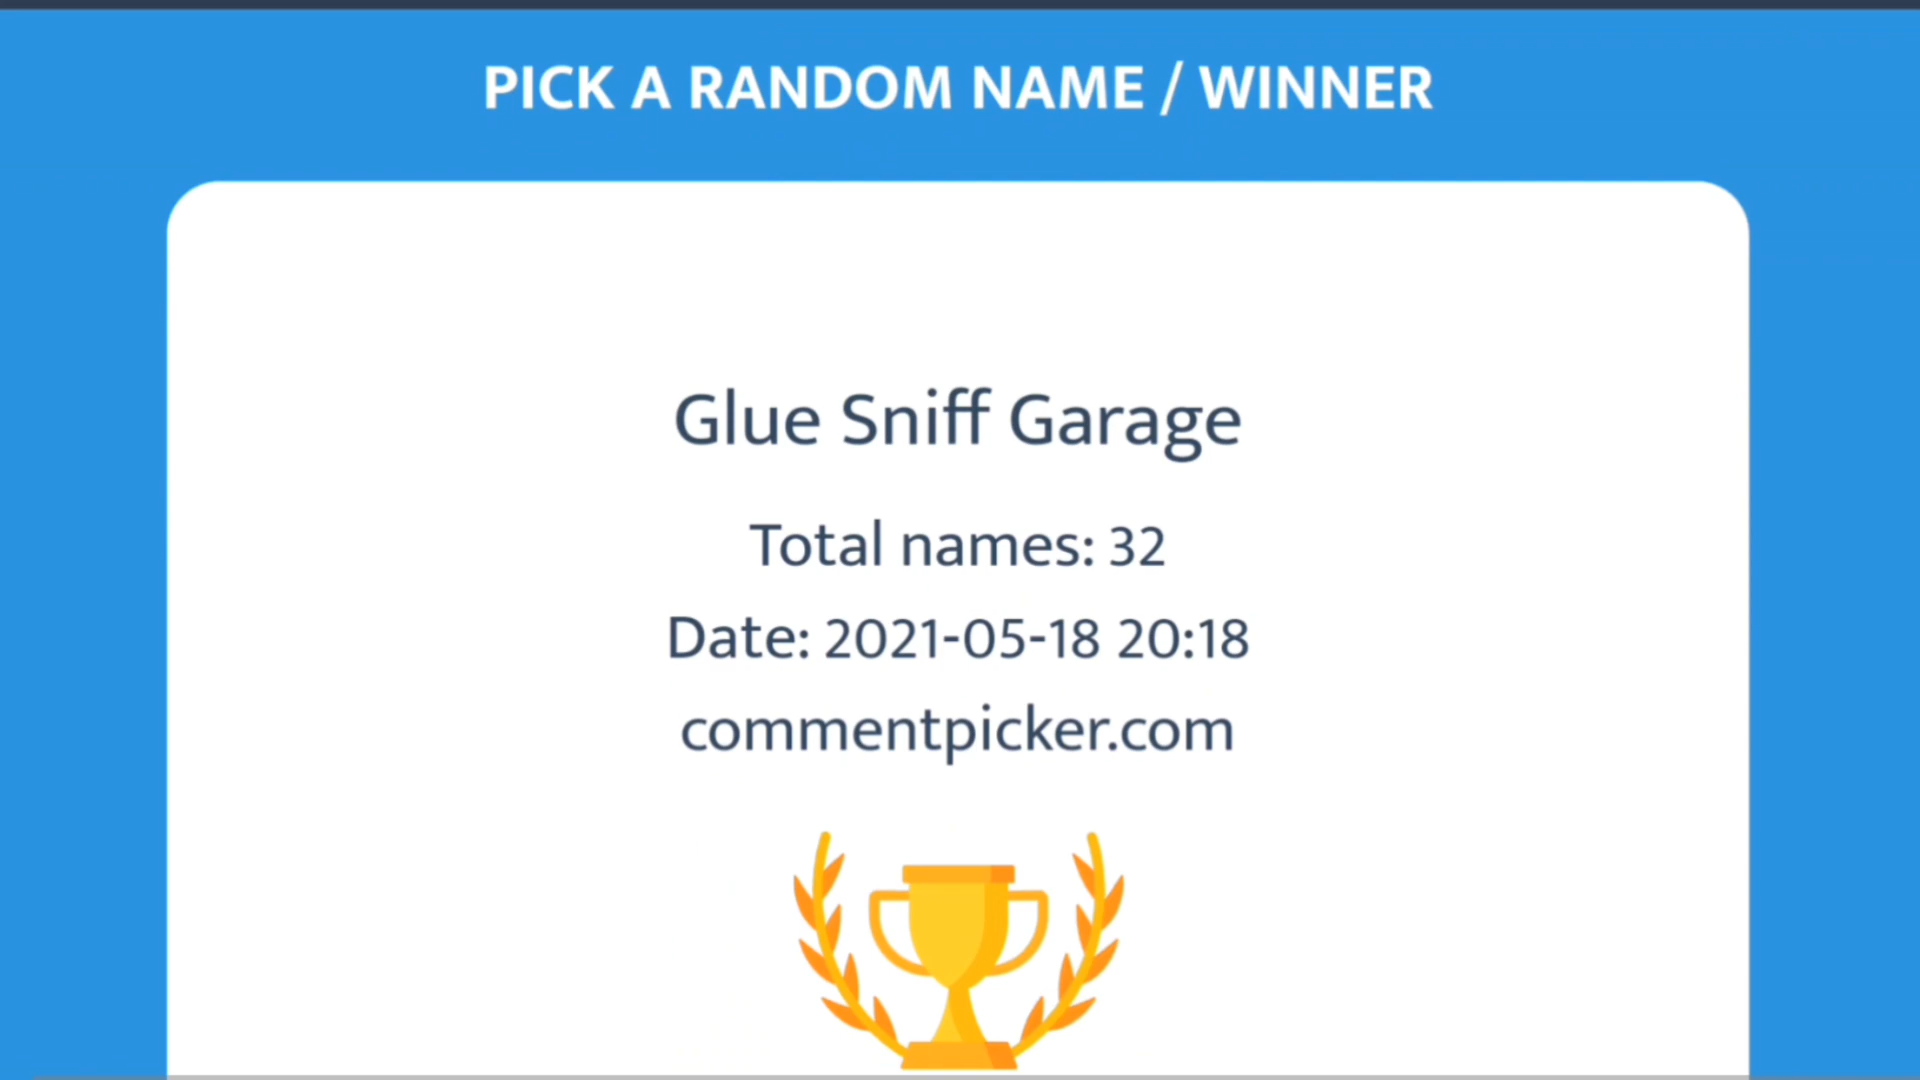 PICK A RANDOM NAME / WINNER
Glue Sniff Garage
Total names: 32
Date: 2021-05-18 20:18
commentpicker.com